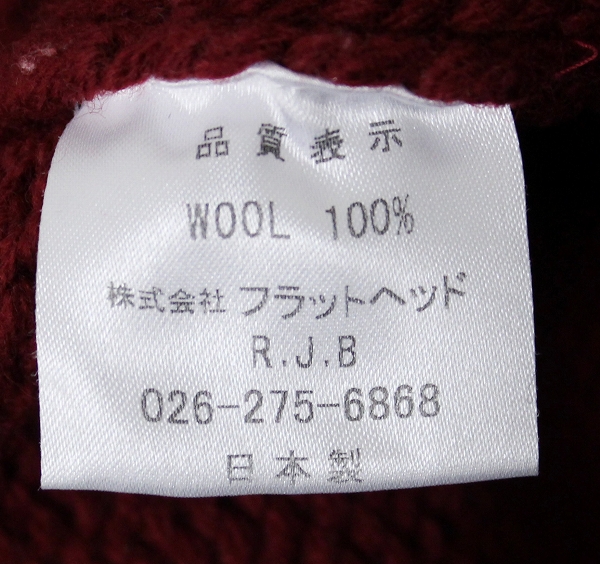 品質表示
WOOL 100%
株式会社 フラットヘッド
R.J.B
026-275-6868
日本製